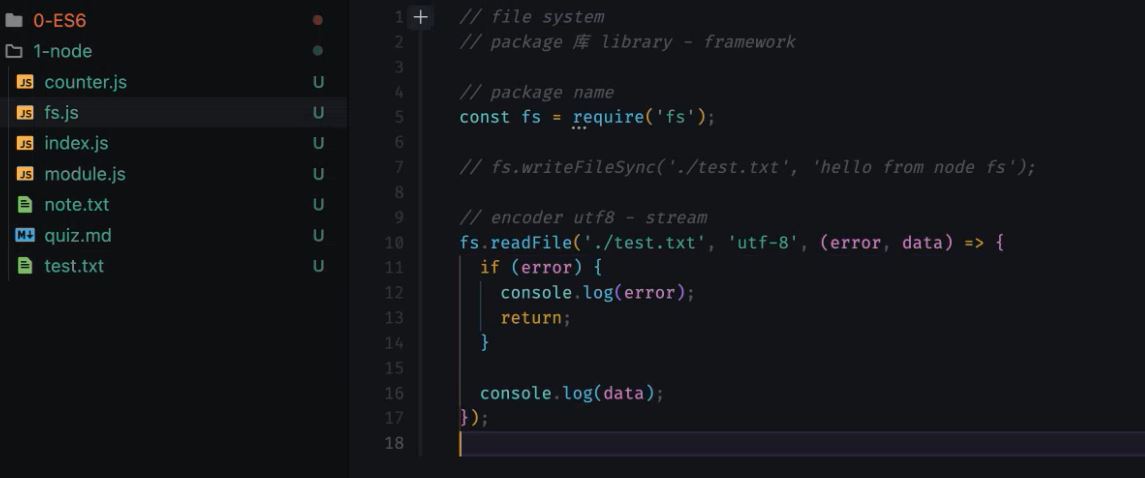 0-ES6
1-node
counter.js U
fs.js U
index.js U
module.js U
note.txt U
quiz.md U
test.txt U
1 // file system
2 // package 库 library - framework
3
4 // package name
5 const fs = require('fs');
6
7 // fs.writeFileSync('./test.txt', 'hello from node fs');
8
9 // encoder utf8 - stream
10 fs.readFile('./test.txt', 'utf-8', (error, data) => {
11   if (error) {
12     console.log(error);
13     return;
14   }
15
16   console.log(data);
17 });
18